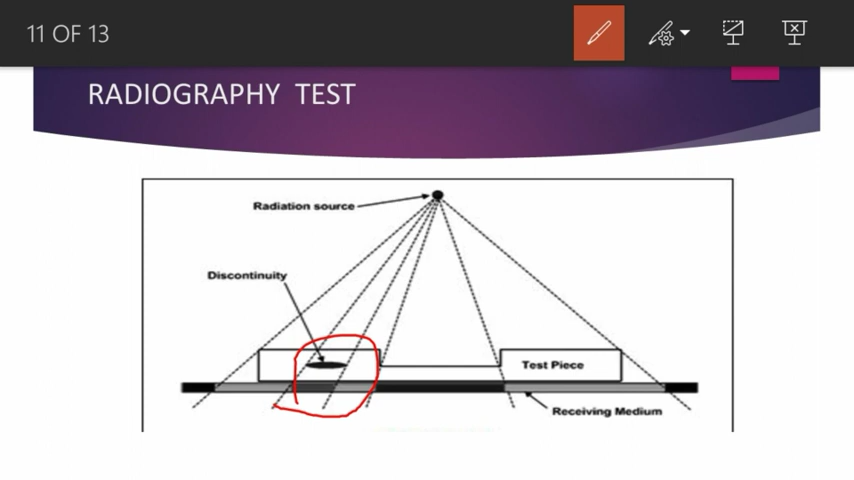 11 OF 13
RADIOGRAPHY TEST
Radiation source
Discontinuity
Test Piece
Receiving Medium